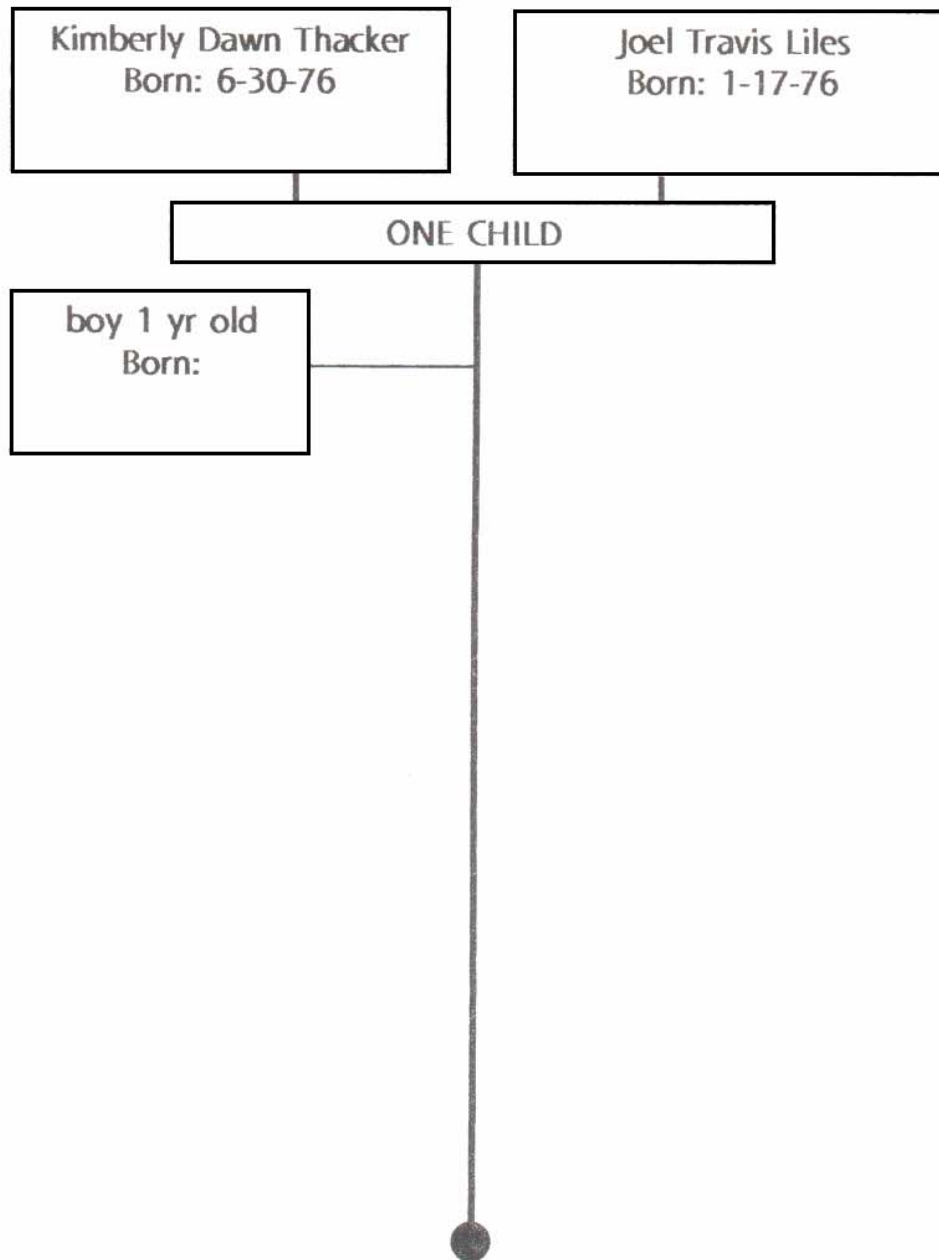 Kimberly Dawn Thacker
Born: 6-30-76
Joel Travis Liles
Born: 1-17-76
ONE CHILD
boy 1 yr old
Born: